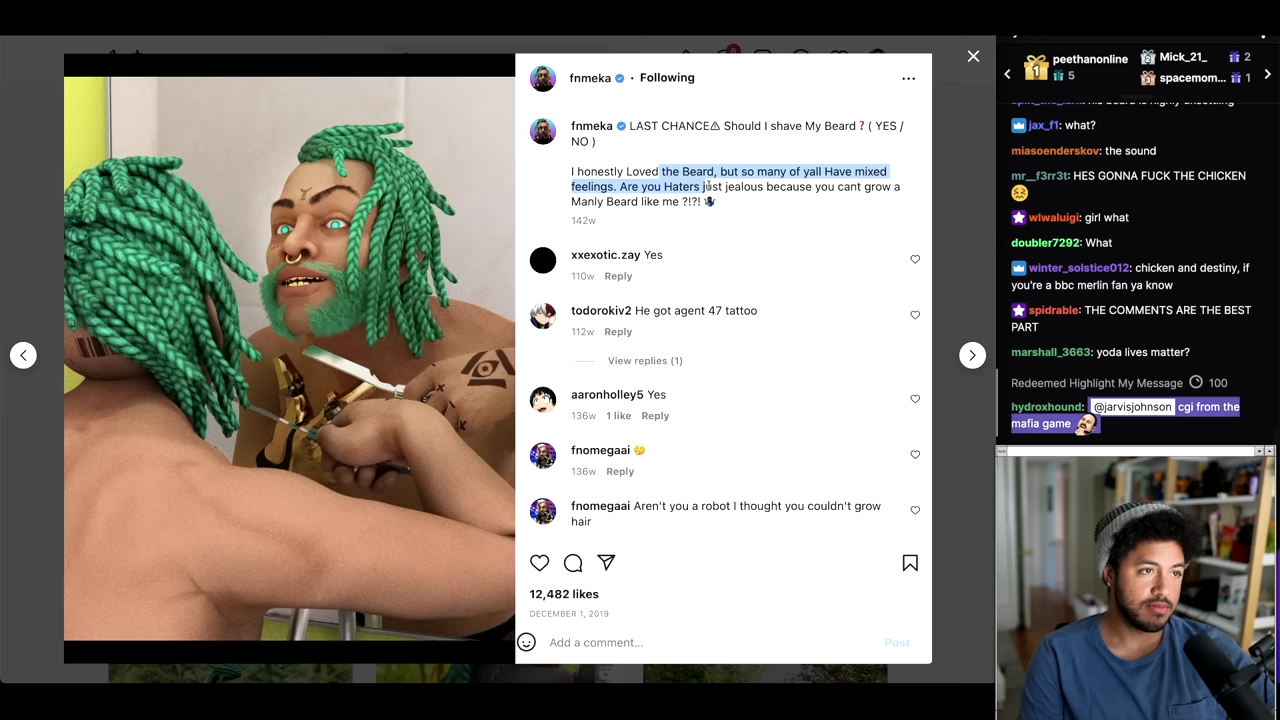 fnmeka • Following
fnmeka LAST CHANCE⚠ Should I shave My Beard ❓ ( YES /
NO )
I honestly Loved the Beard, but so many of yall Have mixed
feelings. Are you Haters just jealous because you cant grow a
Manly Beard like me ?!?!
142w
xxexotic.zay Yes
110w Reply
todorokiv2 He got agent 47 tattoo
112w Reply
View replies (1)
aaronholley5 Yes
136w 1 like Reply
fnomegaai 🤔
136w Reply
fnomegaai Aren't you a robot I thought you couldn't grow
hair
12,482 likes
DECEMBER 1, 2019
Add a comment...
Post
1 peethanonline
5
2 Mick_21_ 2
3 spacemom... 1
jax_f1: what?
miasoenderskov: the sound
mr__f3rr3t: HES GONNA FUCK THE CHICKEN
😣
wlwaluigi: girl what
doubler7292: What
winter_solstice012: chicken and destiny, if
you're a bbc merlin fan ya know
spidrable: THE COMMENTS ARE THE BEST
PART
marshall_3663: yoda lives matter?
Redeemed Highlight My Message 100
hydroxhound: @jarvisjohnson cgi from the
mafia game